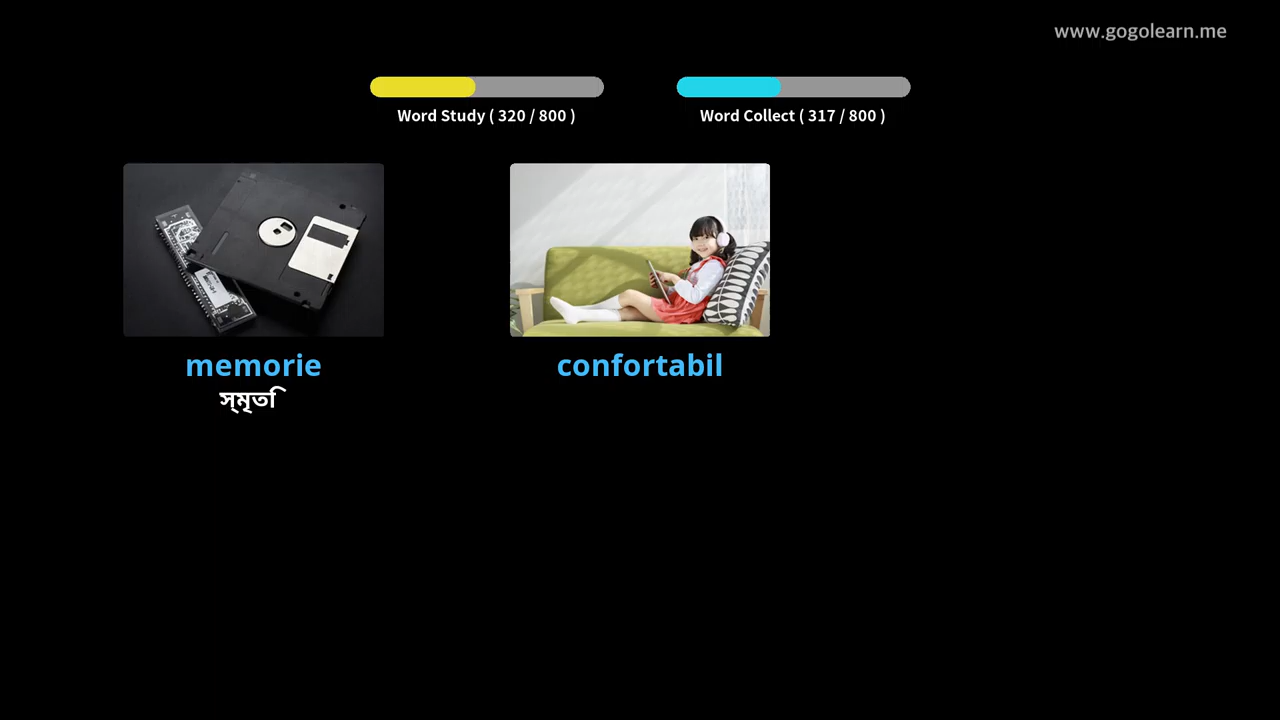 www.gogolearn.me
Word Study ( 320 / 800 )
Word Collect ( 317 / 800 )
memorie
স্মৃতি
confortabil